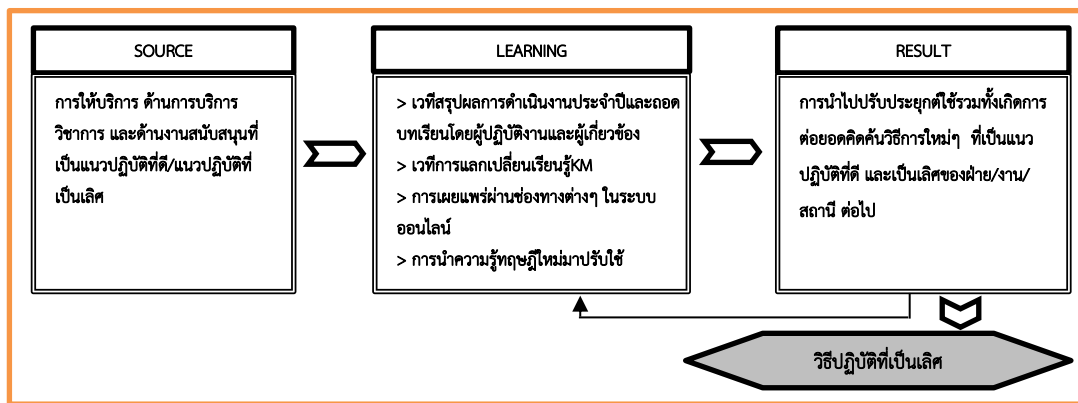 SOURCE
การให้บริการ ด้านการบริการ
วิชาการ และด้านงานสนับสนุนที่
เป็นแนวปฏิบัติที่ดี/แนวปฏิบัติที่
เป็นเลิศ
LEARNING
> เวทีสรุปผลการดำเนินงานประจำปีและถอด
บทเรียนโดยผู้ปฏิบัติงานและผู้เกี่ยวข้อง
> เวทีการแลกเปลี่ยนเรียนรู้KM
> การเผยแพร่ผ่านช่องทางต่างๆ ในระบบ
ออนไลน์
> การนำความรู้ทฤษฎีใหม่มาปรับใช้
RESULT
การนำไปปรับประยุกต์ใช้รวมทั้งเกิดการ
ต่อยอดคิดค้นวิธีการใหม่ๆ ที่เป็นแนว
ปฏิบัติที่ดี และเป็นเลิศของฝ่าย/งาน/
สถานี ต่อไป
วิธีปฏิบัติที่เป็นเลิศ